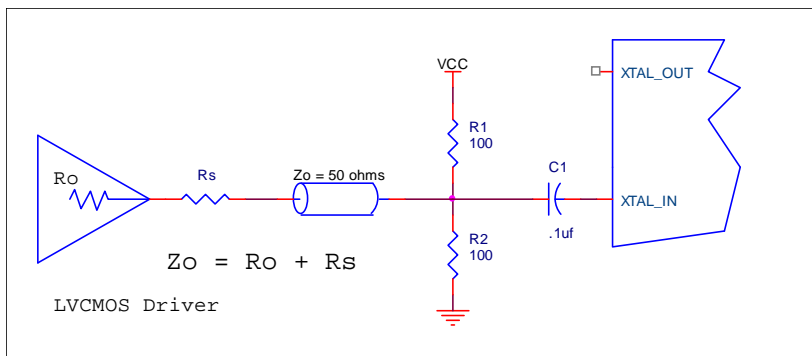 VCC
XTAL_OUT
R1
100
Ro
Rs
Zo = 50 ohms
C1
XTAL_IN
.1uf
R2
100
Zo = Ro + Rs
LVCMOS Driver